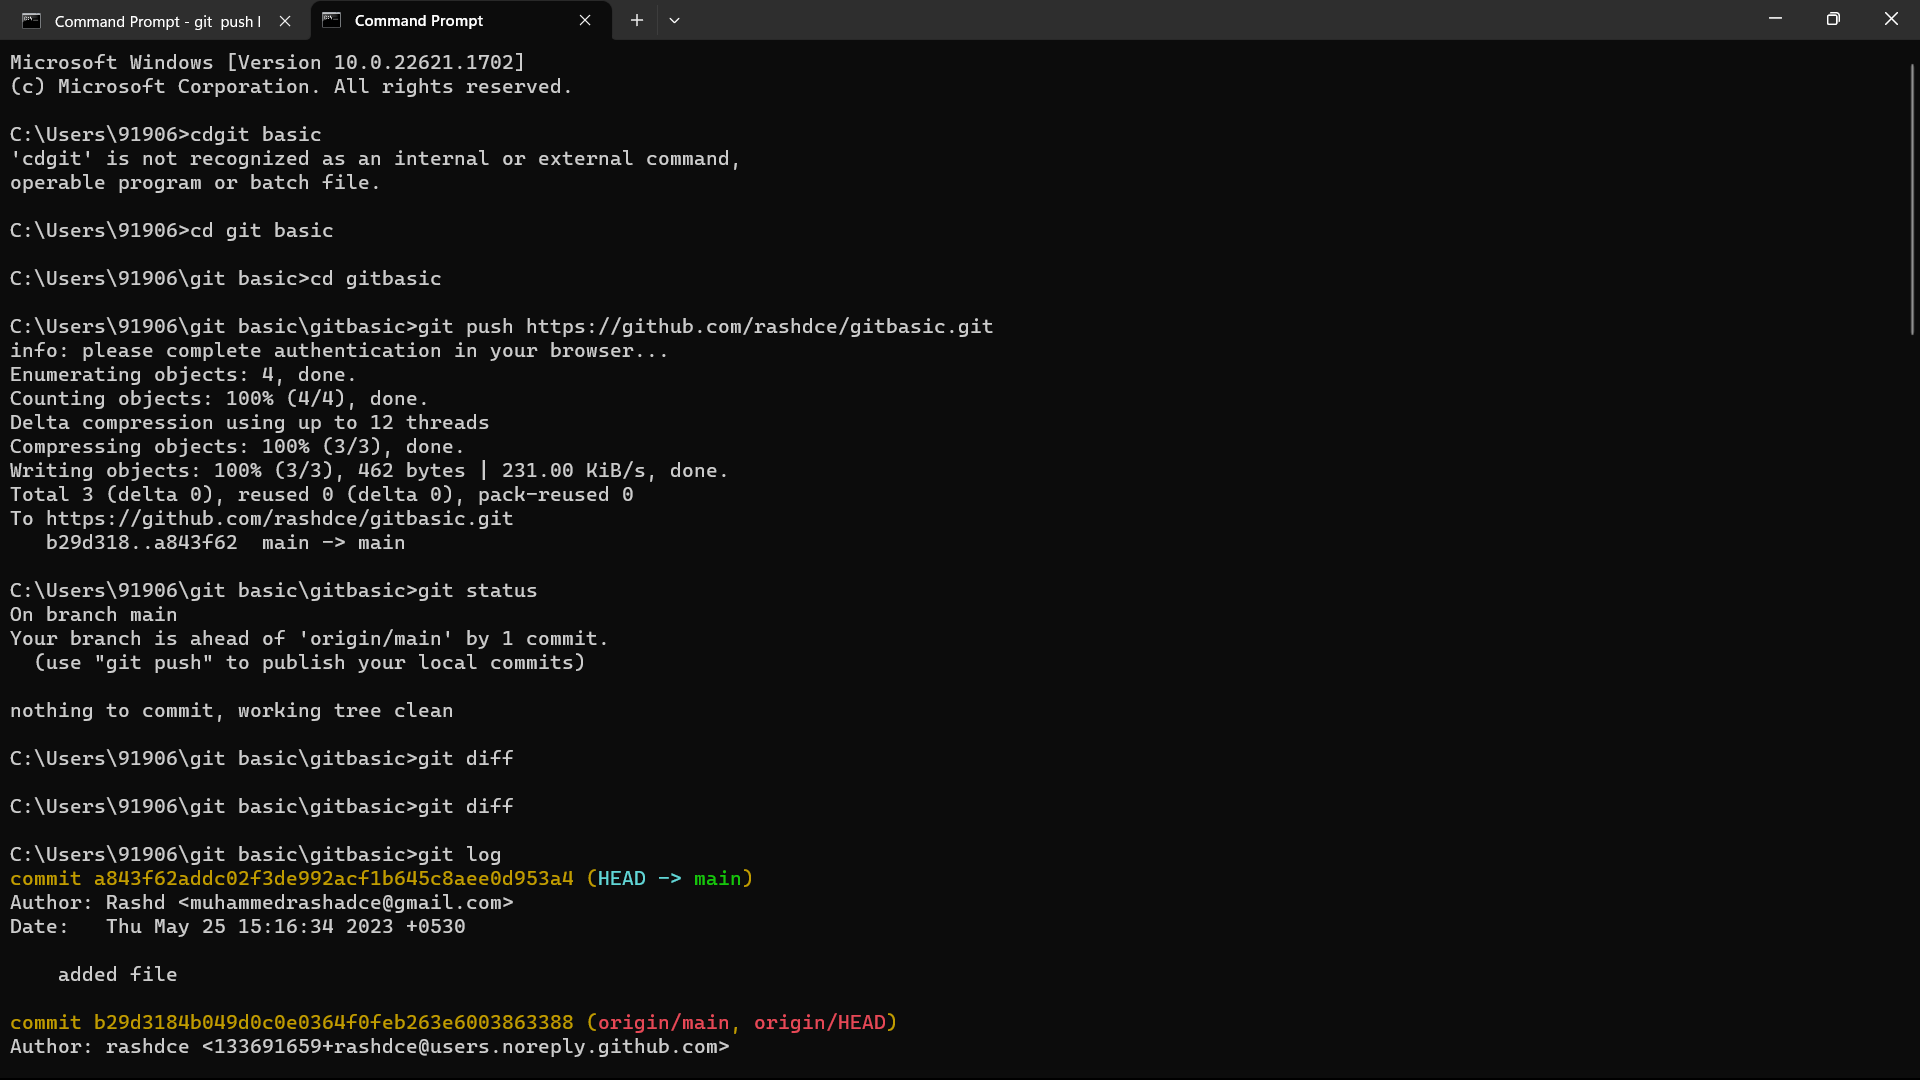 Command Prompt - git  push l
Command Prompt
Microsoft Windows [Version 10.0.22621.1702]
(c) Microsoft Corporation. All rights reserved.
C:\Users\91906>cdgit basic
'cdgit' is not recognized as an internal or external command,
operable program or batch file.
C:\Users\91906>cd git basic
C:\Users\91906\git basic>cd gitbasic
C:\Users\91906\git basic\gitbasic>git push https://github.com/rashdce/gitbasic.git
info: please complete authentication in your browser...
Enumerating objects: 4, done.
Counting objects: 100% (4/4), done.
Delta compression using up to 12 threads
Compressing objects: 100% (3/3), done.
Writing objects: 100% (3/3), 462 bytes | 231.00 KiB/s, done.
Total 3 (delta 0), reused 0 (delta 0), pack-reused 0
To https://github.com/rashdce/gitbasic.git
   b29d318..a843f62  main -> main
C:\Users\91906\git basic\gitbasic>git status
On branch main
Your branch is ahead of 'origin/main' by 1 commit.
  (use "git push" to publish your local commits)
nothing to commit, working tree clean
C:\Users\91906\git basic\gitbasic>git diff
C:\Users\91906\git basic\gitbasic>git diff
C:\Users\91906\git basic\gitbasic>git log
commit a843f62addc02f3de992acf1b645c8aee0d953a4 (HEAD -> main)
Author: Rashd <muhammedrashadce@gmail.com>
Date:   Thu May 25 15:16:34 2023 +0530
    added file
commit b29d3184b049d0c0e0364f0feb263e6003863388 (origin/main, origin/HEAD)
Author: rashdce <133691659+rashdce@users.noreply.github.com>